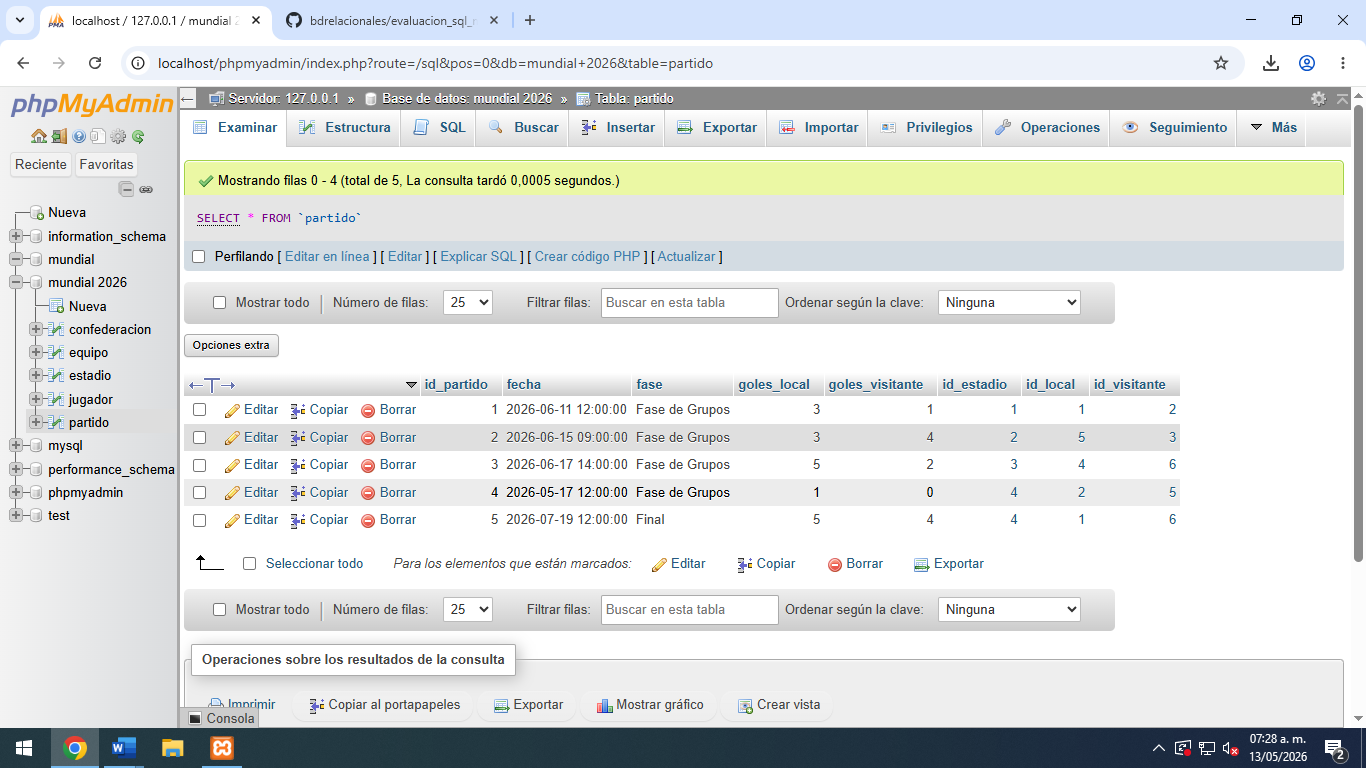 localhost / 127.0.0.1 / mundial 2
bdrelacionales/evaluacion_sql_
localhost/phpmyadmin/index.php?route=/sql&pos=0&db=mundial+2026&table=partido
phpMyAdmin
Reciente
Favoritas
Nueva
information_schema
mundial
mundial 2026
Nueva
confederacion
equipo
estadio
jugador
partido
mysql
performance_schema
phpmyadmin
test
Servidor: 127.0.0.1 » Base de datos: mundial 2026 » Tabla: partido
Examinar Estructura SQL Buscar Insertar Exportar Importar Privilegios Operaciones Seguimiento Más
Mostrando filas 0 - 4 (total de 5, La consulta tardó 0,0005 segundos.)
SELECT * FROM `partido`
Perfilando [ Editar en línea ] [ Editar ] [ Explicar SQL ] [ Crear código PHP ] [ Actualizar ]
Mostrar todo Número de filas: 25 Filtrar filas: Buscar en esta tabla Ordenar según la clave: Ninguna
Opciones extra
←T→ id_partido fecha fase goles_local goles_visitante id_estadio id_local id_visitante
Editar Copiar Borrar 1 2026-06-11 12:00:00 Fase de Grupos 3 1 1 1 2
Editar Copiar Borrar 2 2026-06-15 09:00:00 Fase de Grupos 3 4 2 5 3
Editar Copiar Borrar 3 2026-06-17 14:00:00 Fase de Grupos 5 2 3 4 6
Editar Copiar Borrar 4 2026-05-17 12:00:00 Fase de Grupos 1 0 4 2 5
Editar Copiar Borrar 5 2026-07-19 12:00:00 Final 5 4 4 1 6
Seleccionar todo Para los elementos que están marcados: Editar Copiar Borrar Exportar
Mostrar todo Número de filas: 25 Filtrar filas: Buscar en esta tabla Ordenar según la clave: Ninguna
Operaciones sobre los resultados de la consulta
Imprimir Copiar al portapapeles Exportar Mostrar gráfico Crear vista
Consola
07:28 a. m.
13/05/2026
2